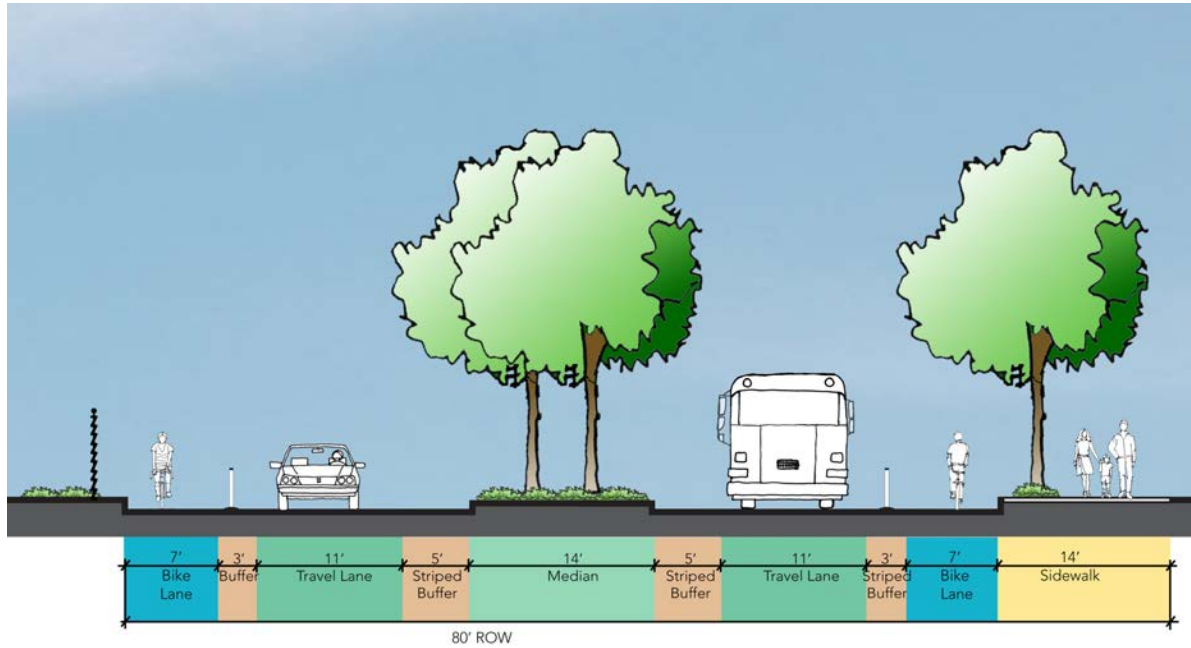 7' 3' 11' 5' 14' 5' 11' 3' 7' 14'
Bike Buffer Travel Lane Striped Median Striped Travel Lane Striped Bike Sidewalk
Lane Buffer Buffer Buffer Lane
80' ROW